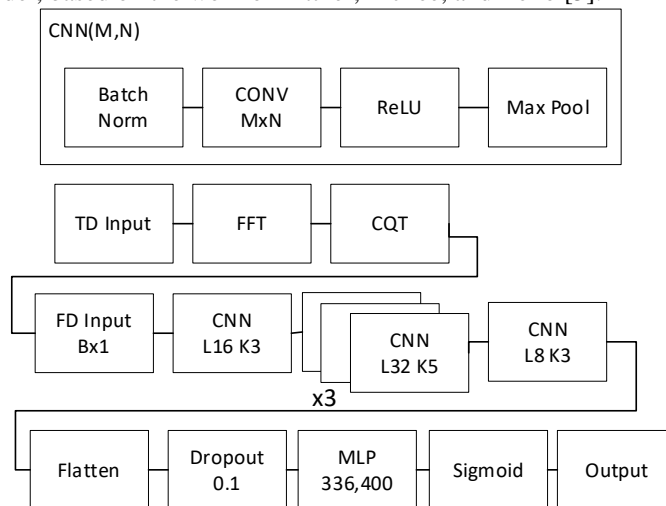 CNN(M,N)
Batch
Norm
CONV
MxN
ReLU
Max Pool
TD Input
FFT
CQT
FD Input
Bx1
CNN
L16 K3
CNN
L32 K5
x3
CNN
L8 K3
Flatten
Dropout
0.1
MLP
336,400
Sigmoid
Output